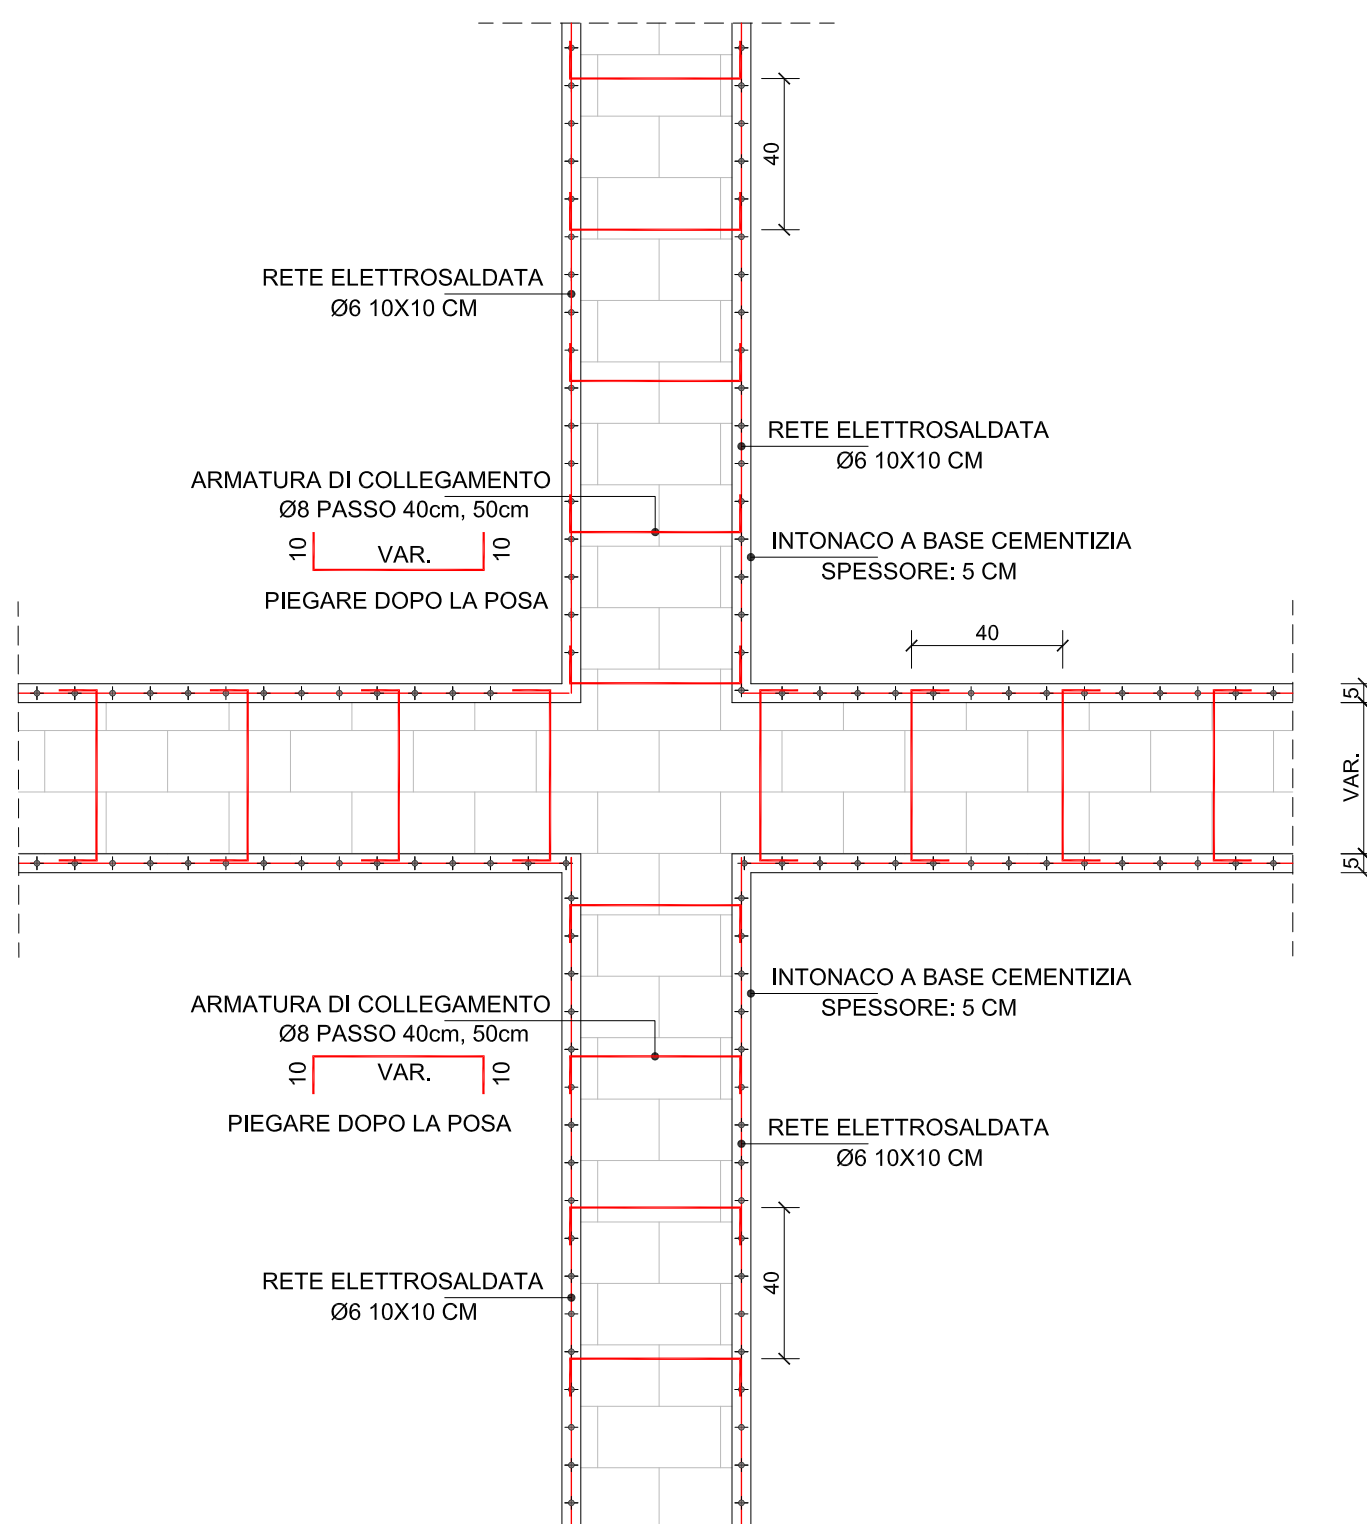 40
RETE ELETTROSALDATA
Ø6 10X10 CM
RETE ELETTROSALDATA
Ø6 10X10 CM
ARMATURA DI COLLEGAMENTO
Ø8 PASSO 40cm, 50cm
10
VAR.
10
PIEGARE DOPO LA POSA
INTONACO A BASE CEMENTIZIA
SPESSORE: 5 CM
40
5
VAR.
5
INTONACO A BASE CEMENTIZIA
SPESSORE: 5 CM
ARMATURA DI COLLEGAMENTO
Ø8 PASSO 40cm, 50cm
10
VAR.
10
PIEGARE DOPO LA POSA
RETE ELETTROSALDATA
Ø6 10X10 CM
RETE ELETTROSALDATA
Ø6 10X10 CM
40